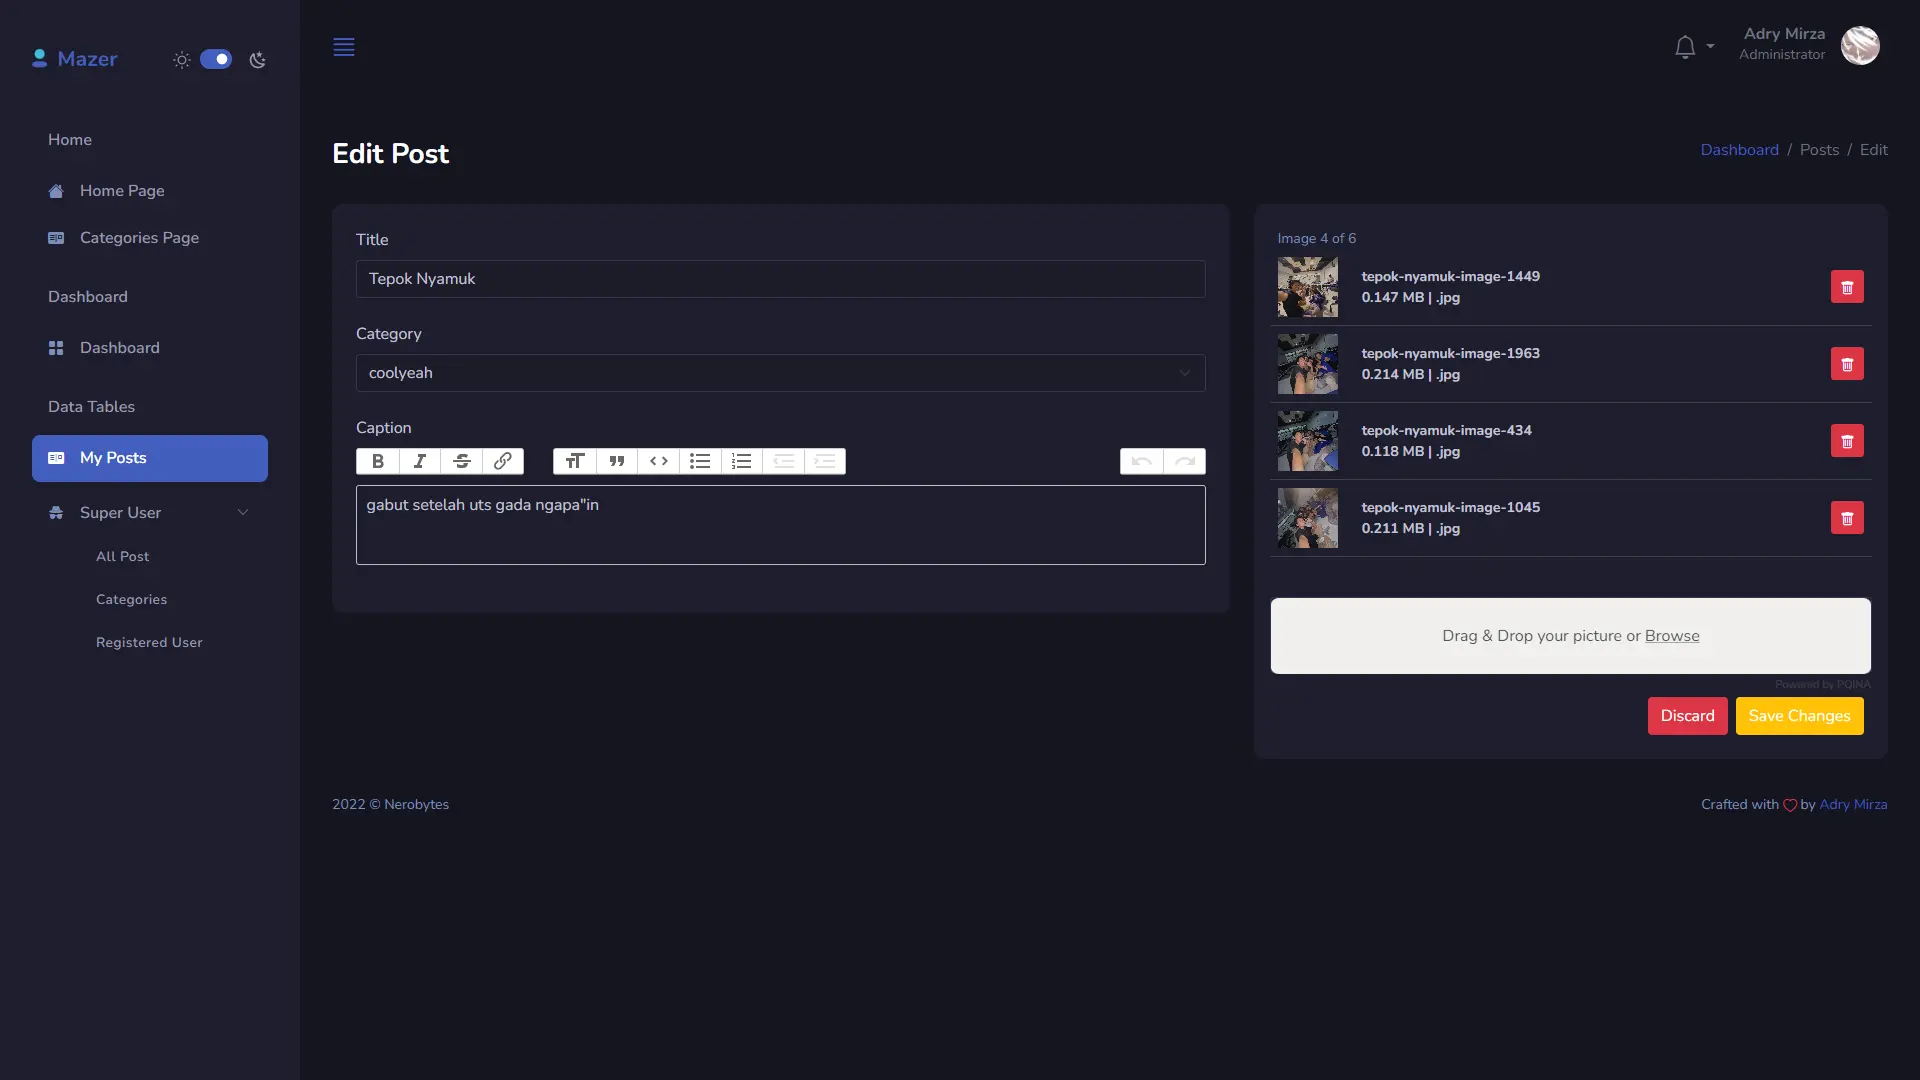 Mazer
Home
Home Page
Categories Page
Dashboard
Dashboard
Data Tables
My Posts
Super User
All Post
Categories
Registered User
Adry Mirza
Administrator
Edit Post
Dashboard / Posts / Edit
Title
Tepok Nyamuk
Category
coolyeah
Caption
gabut setelah uts gada ngapa"in
Image 4 of 6
tepok-nyamuk-image-1449
0.147 MB | .jpg
tepok-nyamuk-image-1963
0.214 MB | .jpg
tepok-nyamuk-image-434
0.118 MB | .jpg
tepok-nyamuk-image-1045
0.211 MB | .jpg
Drag & Drop your picture or Browse
Powered by PQINA
Discard
Save Changes
2022 © Nerobytes
Crafted with by Adry Mirza